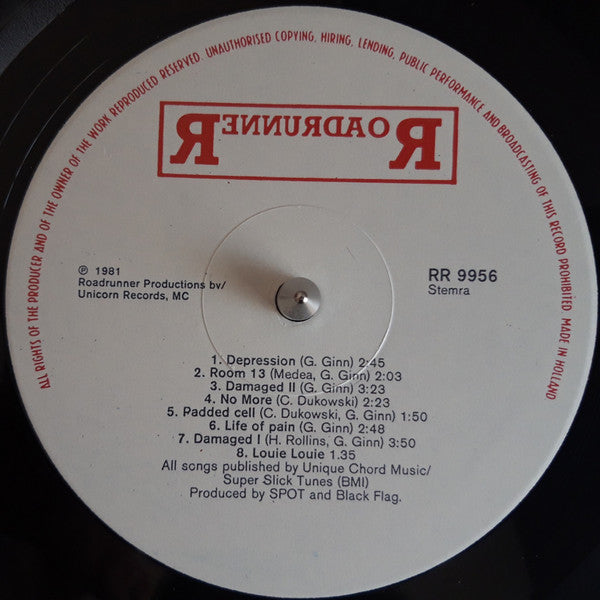 ALL RIGHTS OF THE PRODUCER AND OF THE OWNER OF THE WORK REPRODUCED RESERVED. UNAUTHORISED COPYING, HIRING, LENDING, PUBLIC PERFORMANCE AND BROADCASTING OF THIS RECORD PROHIBITED. MADE IN HOLLAND
ROADRUNNER
℗ 1981
Roadrunner Productions bv/
Unicorn Records, MC
RR 9956
Stemra
1. Depression (G. Ginn) 2:45
2. Room 13 (Medea, G. Ginn) 2:03
3. Damaged II (G. Ginn) 3:23
4. No More (C. Dukowski) 2:23
5. Padded cell (C. Dukowski, G. Ginn) 1:50
6. Life of pain (G. Ginn) 2:48
7. Damaged I (H. Rollins, G. Ginn) 3:50
8. Louie Louie 1.35
All songs published by Unique Chord Music/
Super Slick Tunes (BMI)
Produced by SPOT and Black Flag.